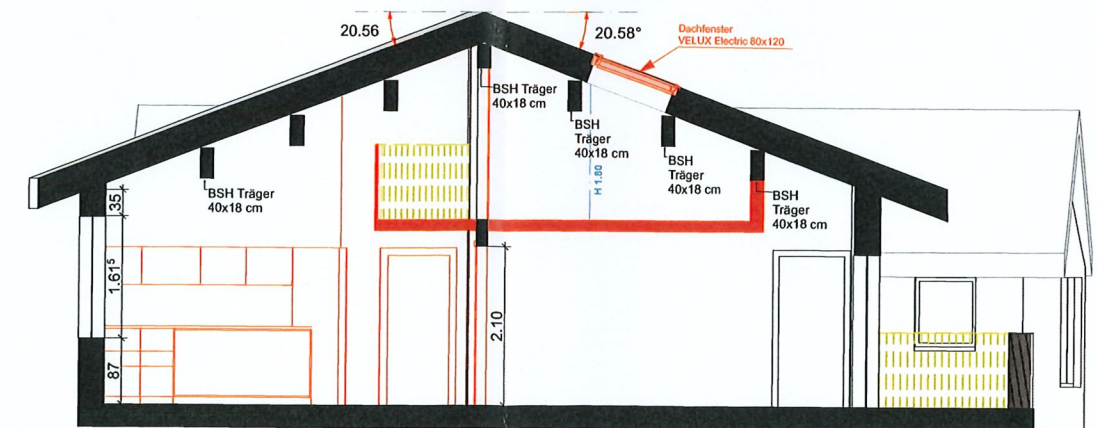 20.56
20.58°
Dachfenster
VELUX Electric 80x120
BSH Träger
40x18 cm
BSH
Träger
40x18 cm
BSH
Träger
40x18 cm
BSH Träger
40x18 cm
BSH
Träger
40x18 cm
H 1.80
35
1.61⁵
2.10
87